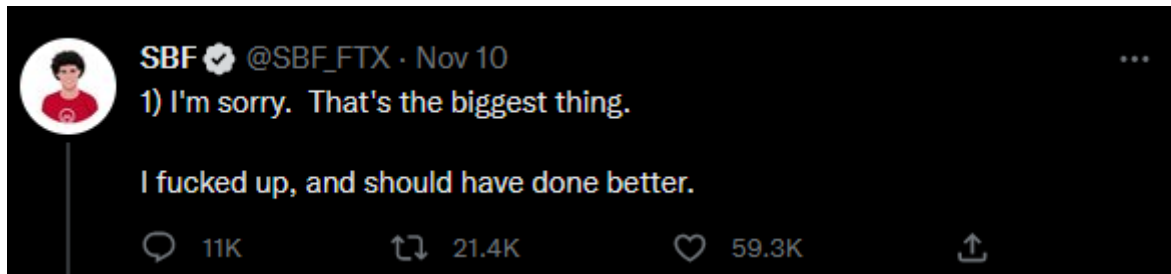 SBF @SBF_FTX · Nov 10
1) I'm sorry.  That's the biggest thing.
I fucked up, and should have done better.
11K 21.4K 59.3K